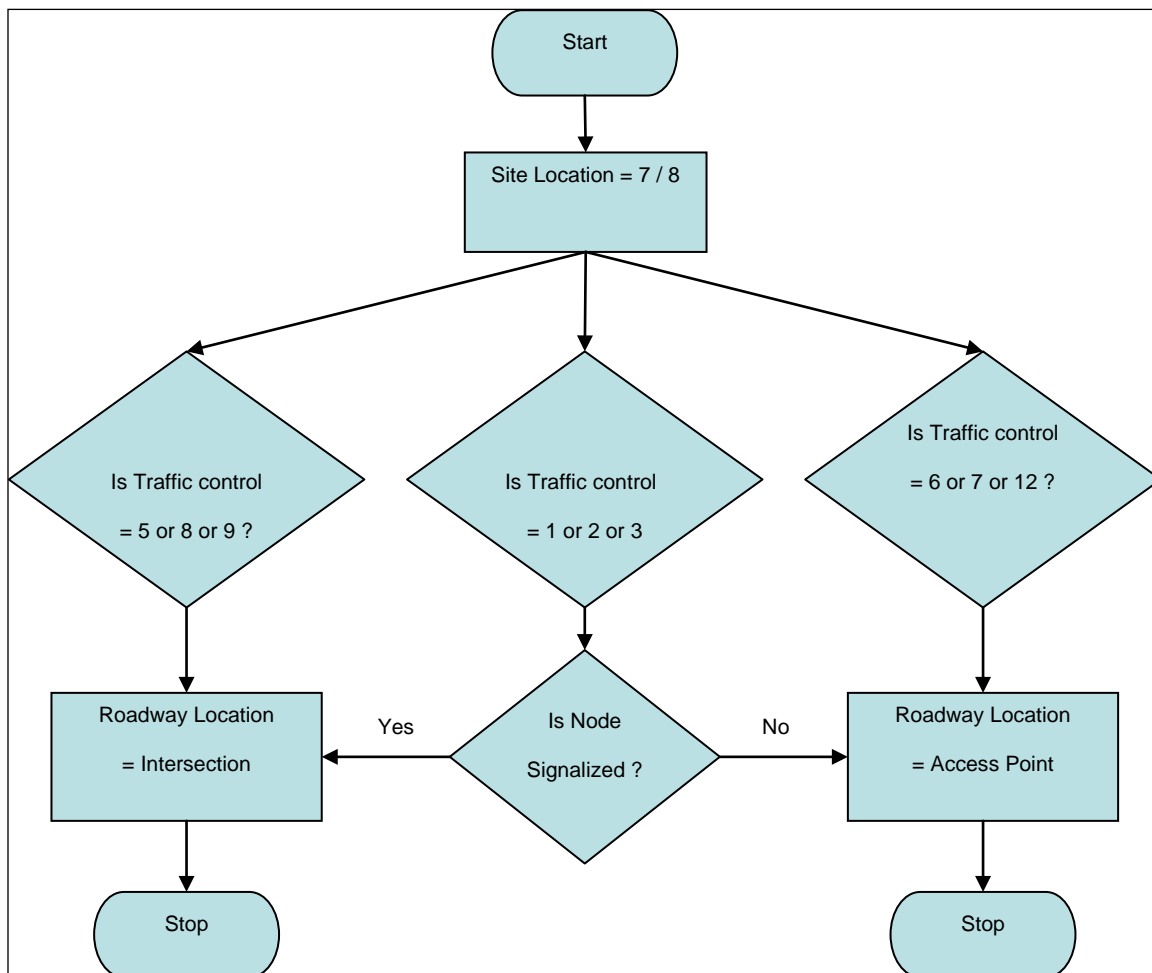 Start
Site Location = 7 / 8
Is Traffic control
= 5 or 8 or 9 ?
Is Traffic control
= 1 or 2 or 3
Is Traffic control
= 6 or 7 or 12 ?
Roadway Location
= Intersection
Yes
Is Node
Signalized ?
No
Roadway Location
= Access Point
Stop
Stop